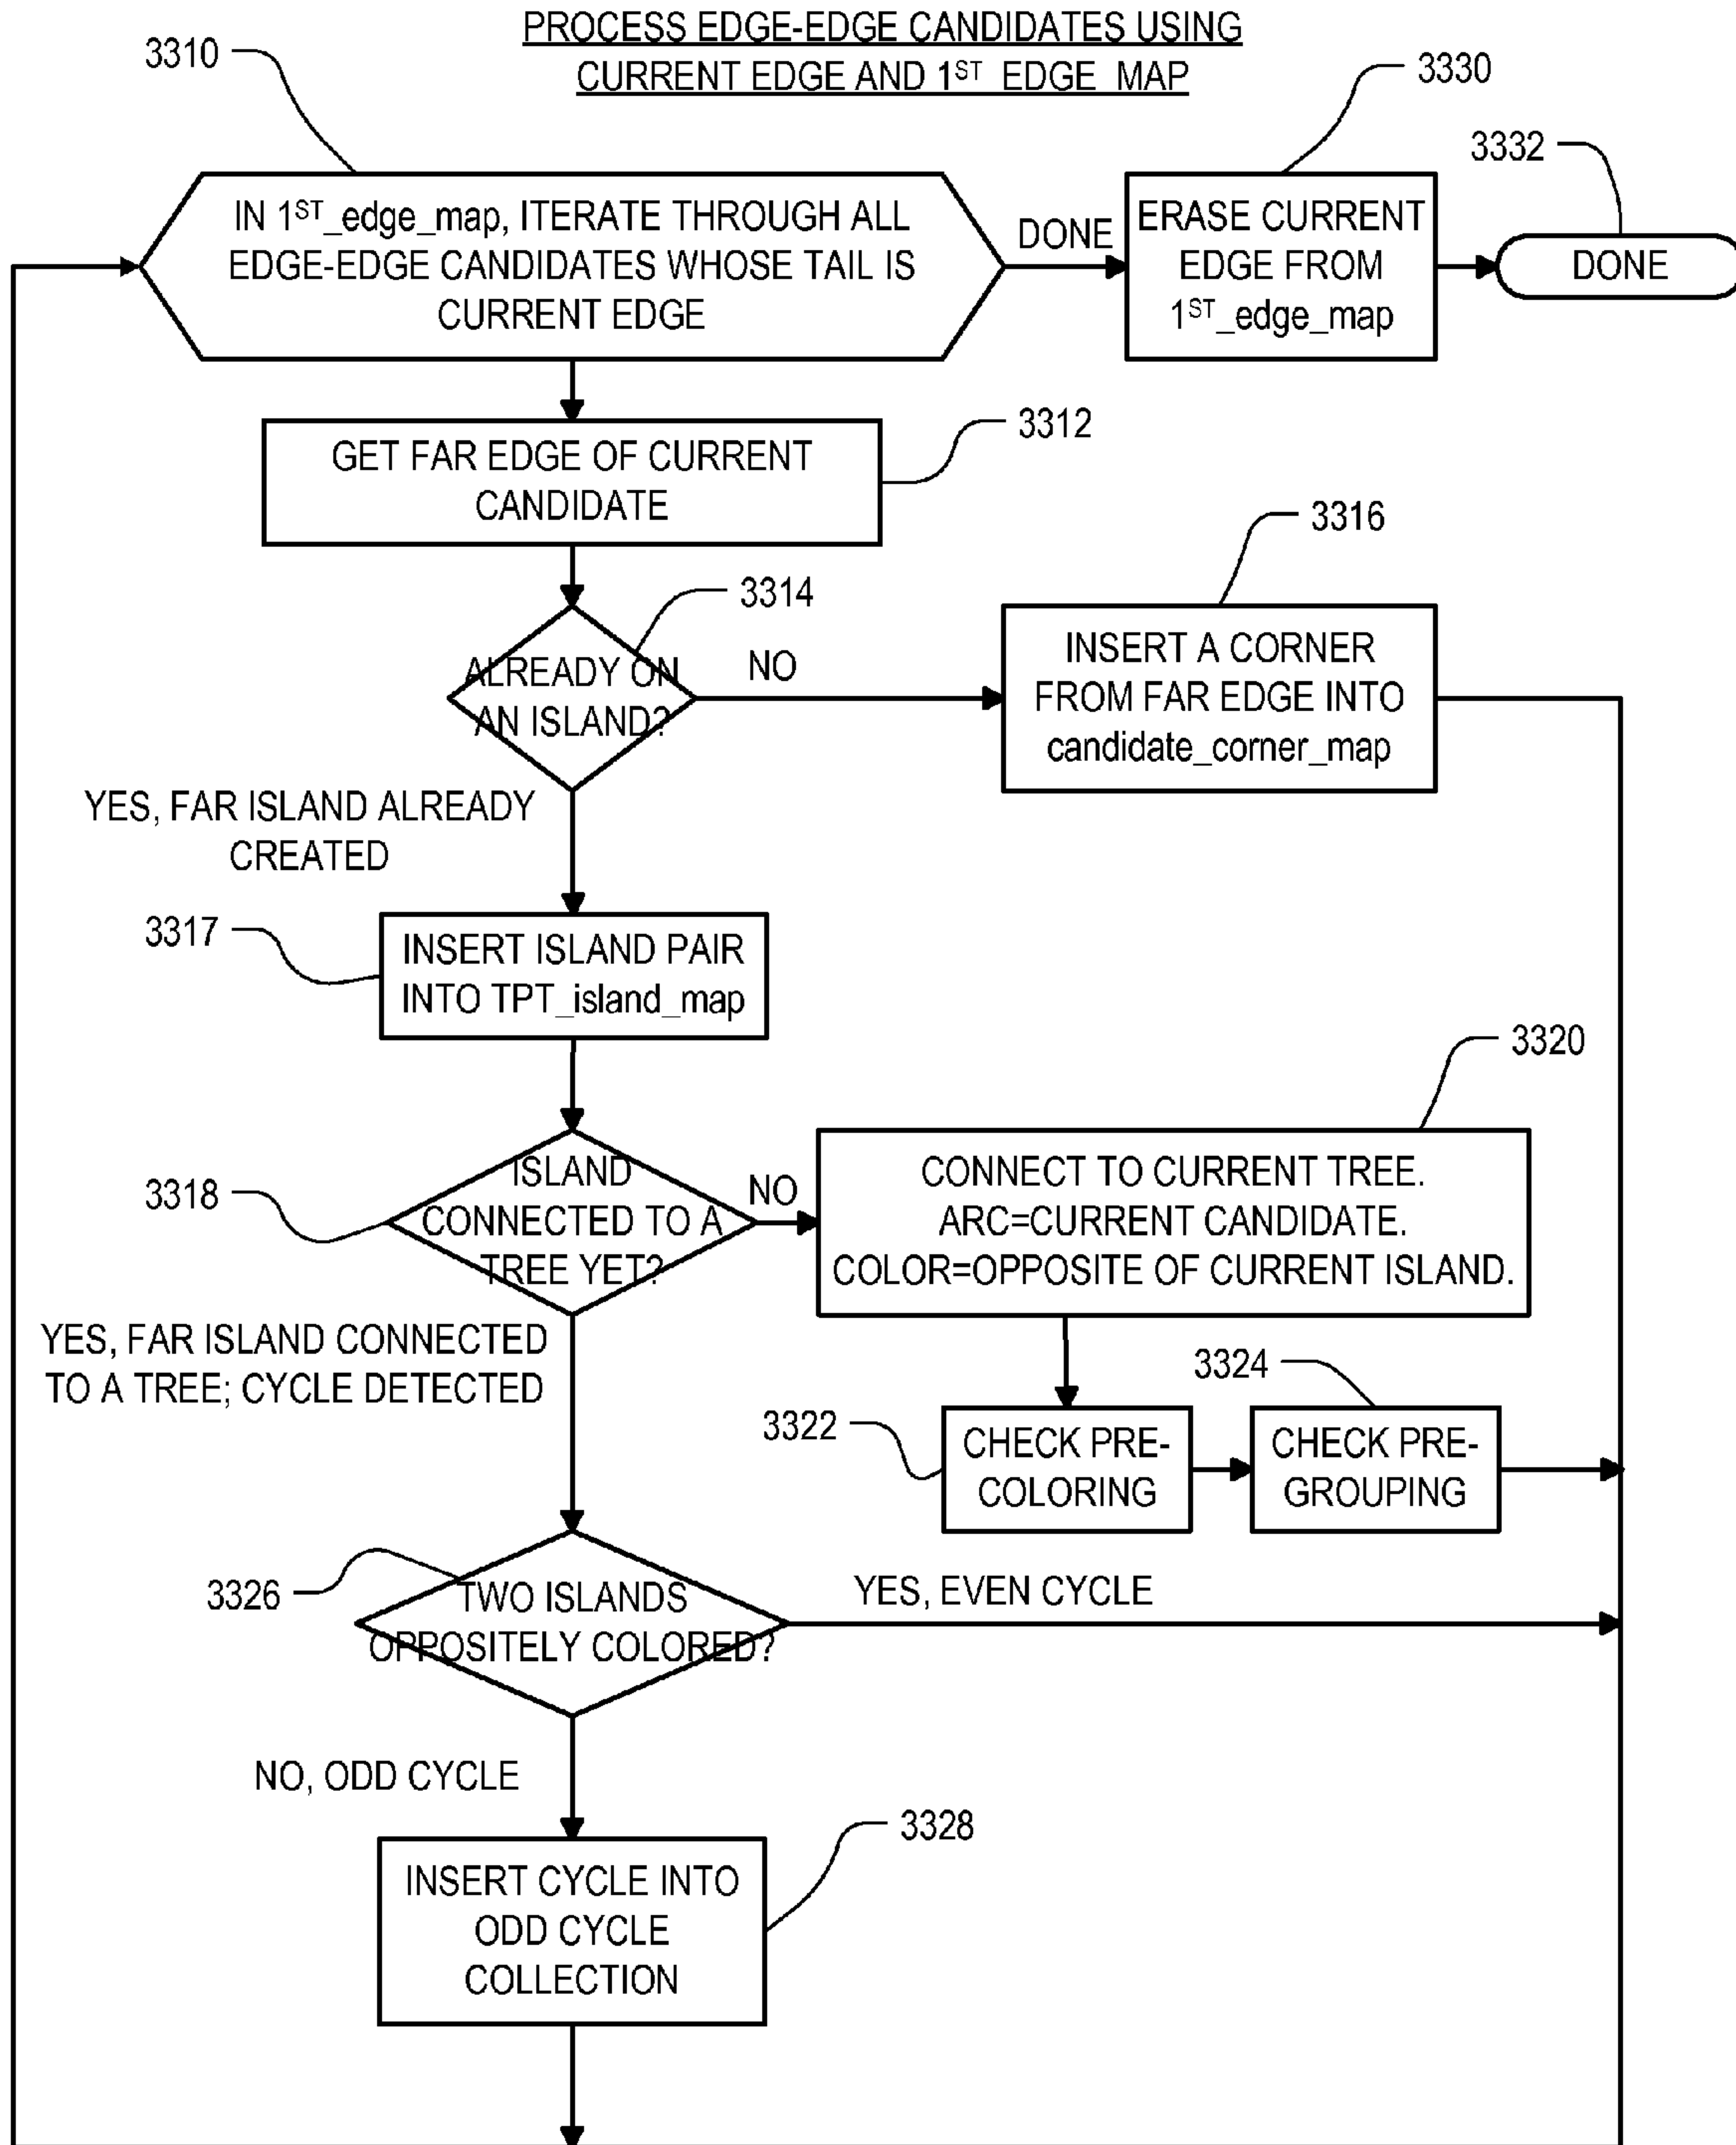 PROCESS EDGE-EDGE CANDIDATES USING
CURRENT EDGE AND 1ST EDGE MAP
3310
3330
3332
IN 1ST_edge_map, ITERATE THROUGH ALL
EDGE-EDGE CANDIDATES WHOSE TAIL IS
CURRENT EDGE
DONE
ERASE CURRENT
EDGE FROM
1ST_edge_map
DONE
3312
GET FAR EDGE OF CURRENT
CANDIDATE
3314
ALREADY ON
AN ISLAND?
NO
3316
INSERT A CORNER
FROM FAR EDGE INTO
candidate_corner_map
YES, FAR ISLAND ALREADY
CREATED
3317
INSERT ISLAND PAIR
INTO TPT_island_map
3318
ISLAND
CONNECTED TO A
TREE YET?
NO
3320
CONNECT TO CURRENT TREE.
ARC=CURRENT CANDIDATE.
COLOR=OPPOSITE OF CURRENT ISLAND.
YES, FAR ISLAND CONNECTED
TO A TREE; CYCLE DETECTED
3322
CHECK PRE-
COLORING
3324
CHECK PRE-
GROUPING
3326
TWO ISLANDS
OPPOSITELY COLORED?
YES, EVEN CYCLE
NO, ODD CYCLE
3328
INSERT CYCLE INTO
ODD CYCLE
COLLECTION